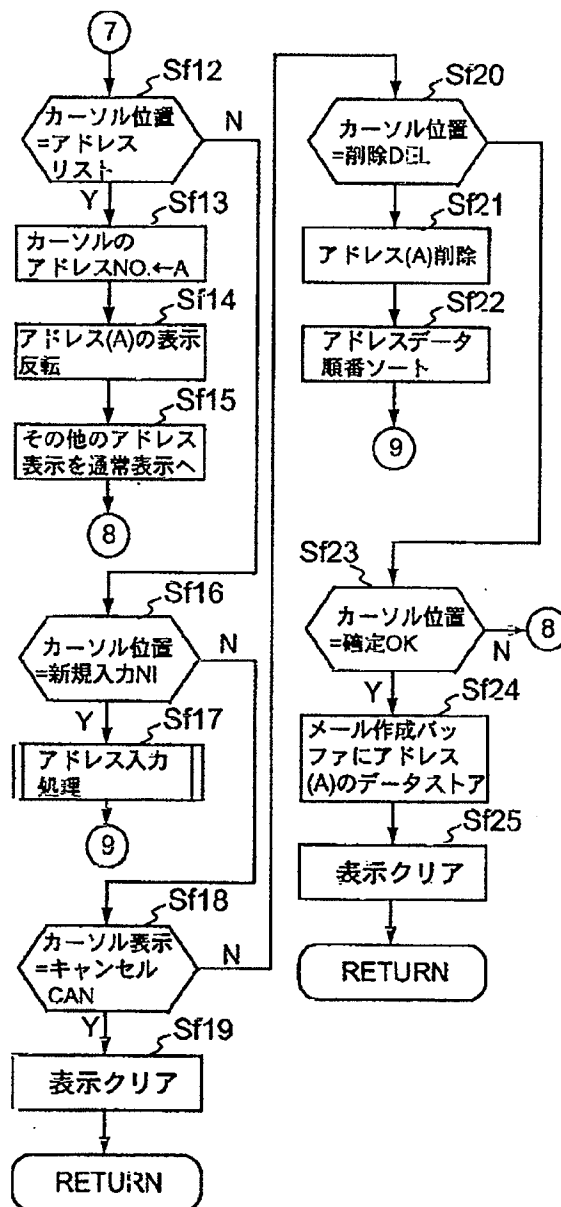 7
Sf12
カーソル位置
=アドレス
リスト
N
Y
Sf13
カーソルの
アドレスNO.←A
Sf14
アドレス(A)の表示
反転
Sf15
その他のアドレス
表示を通常表示へ
8
Sf16
カーソル位置
=新規入力NI
N
Y
Sf17
アドレス入力
処理
9
Sf18
カーソル表示
=キャンセル
CAN
N
Y
Sf19
表示クリア
RETURN
Sf20
カーソル位置
=削除DEL
Sf21
アドレス(A)削除
Sf22
アドレスデータ
順番ソート
9
Sf23
カーソル位置
=確定OK
N
8
Y
Sf24
メール作成バッ
ファにアドレス
(A)のデータストア
Sf25
表示クリア
RETURN